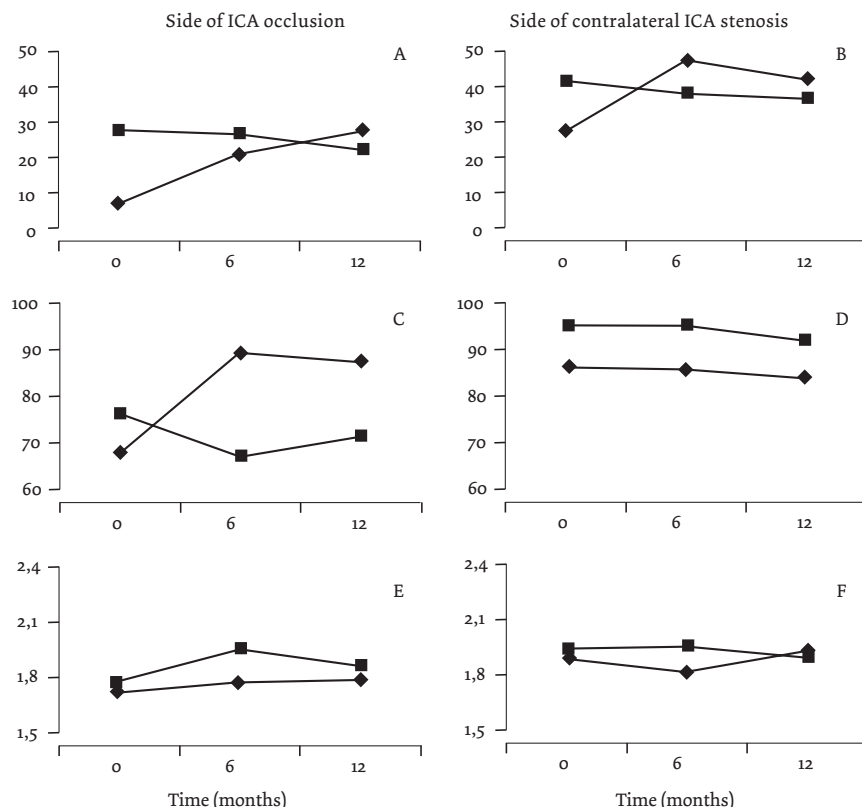 Side of ICA occlusion
50
40
30
20
10
0
A
0 6 12
Side of contralateral ICA stenosis
50
40
30
20
10
0
B
0 6 12
100
90
80
70
60
C
0 6 12
100
90
80
70
60
D
0 6 12
2,4
2,1
1,8
1,5
E
0 6 12
Time (months)
2,4
2,1
1,8
1,5
F
0 6 12
Time (months)